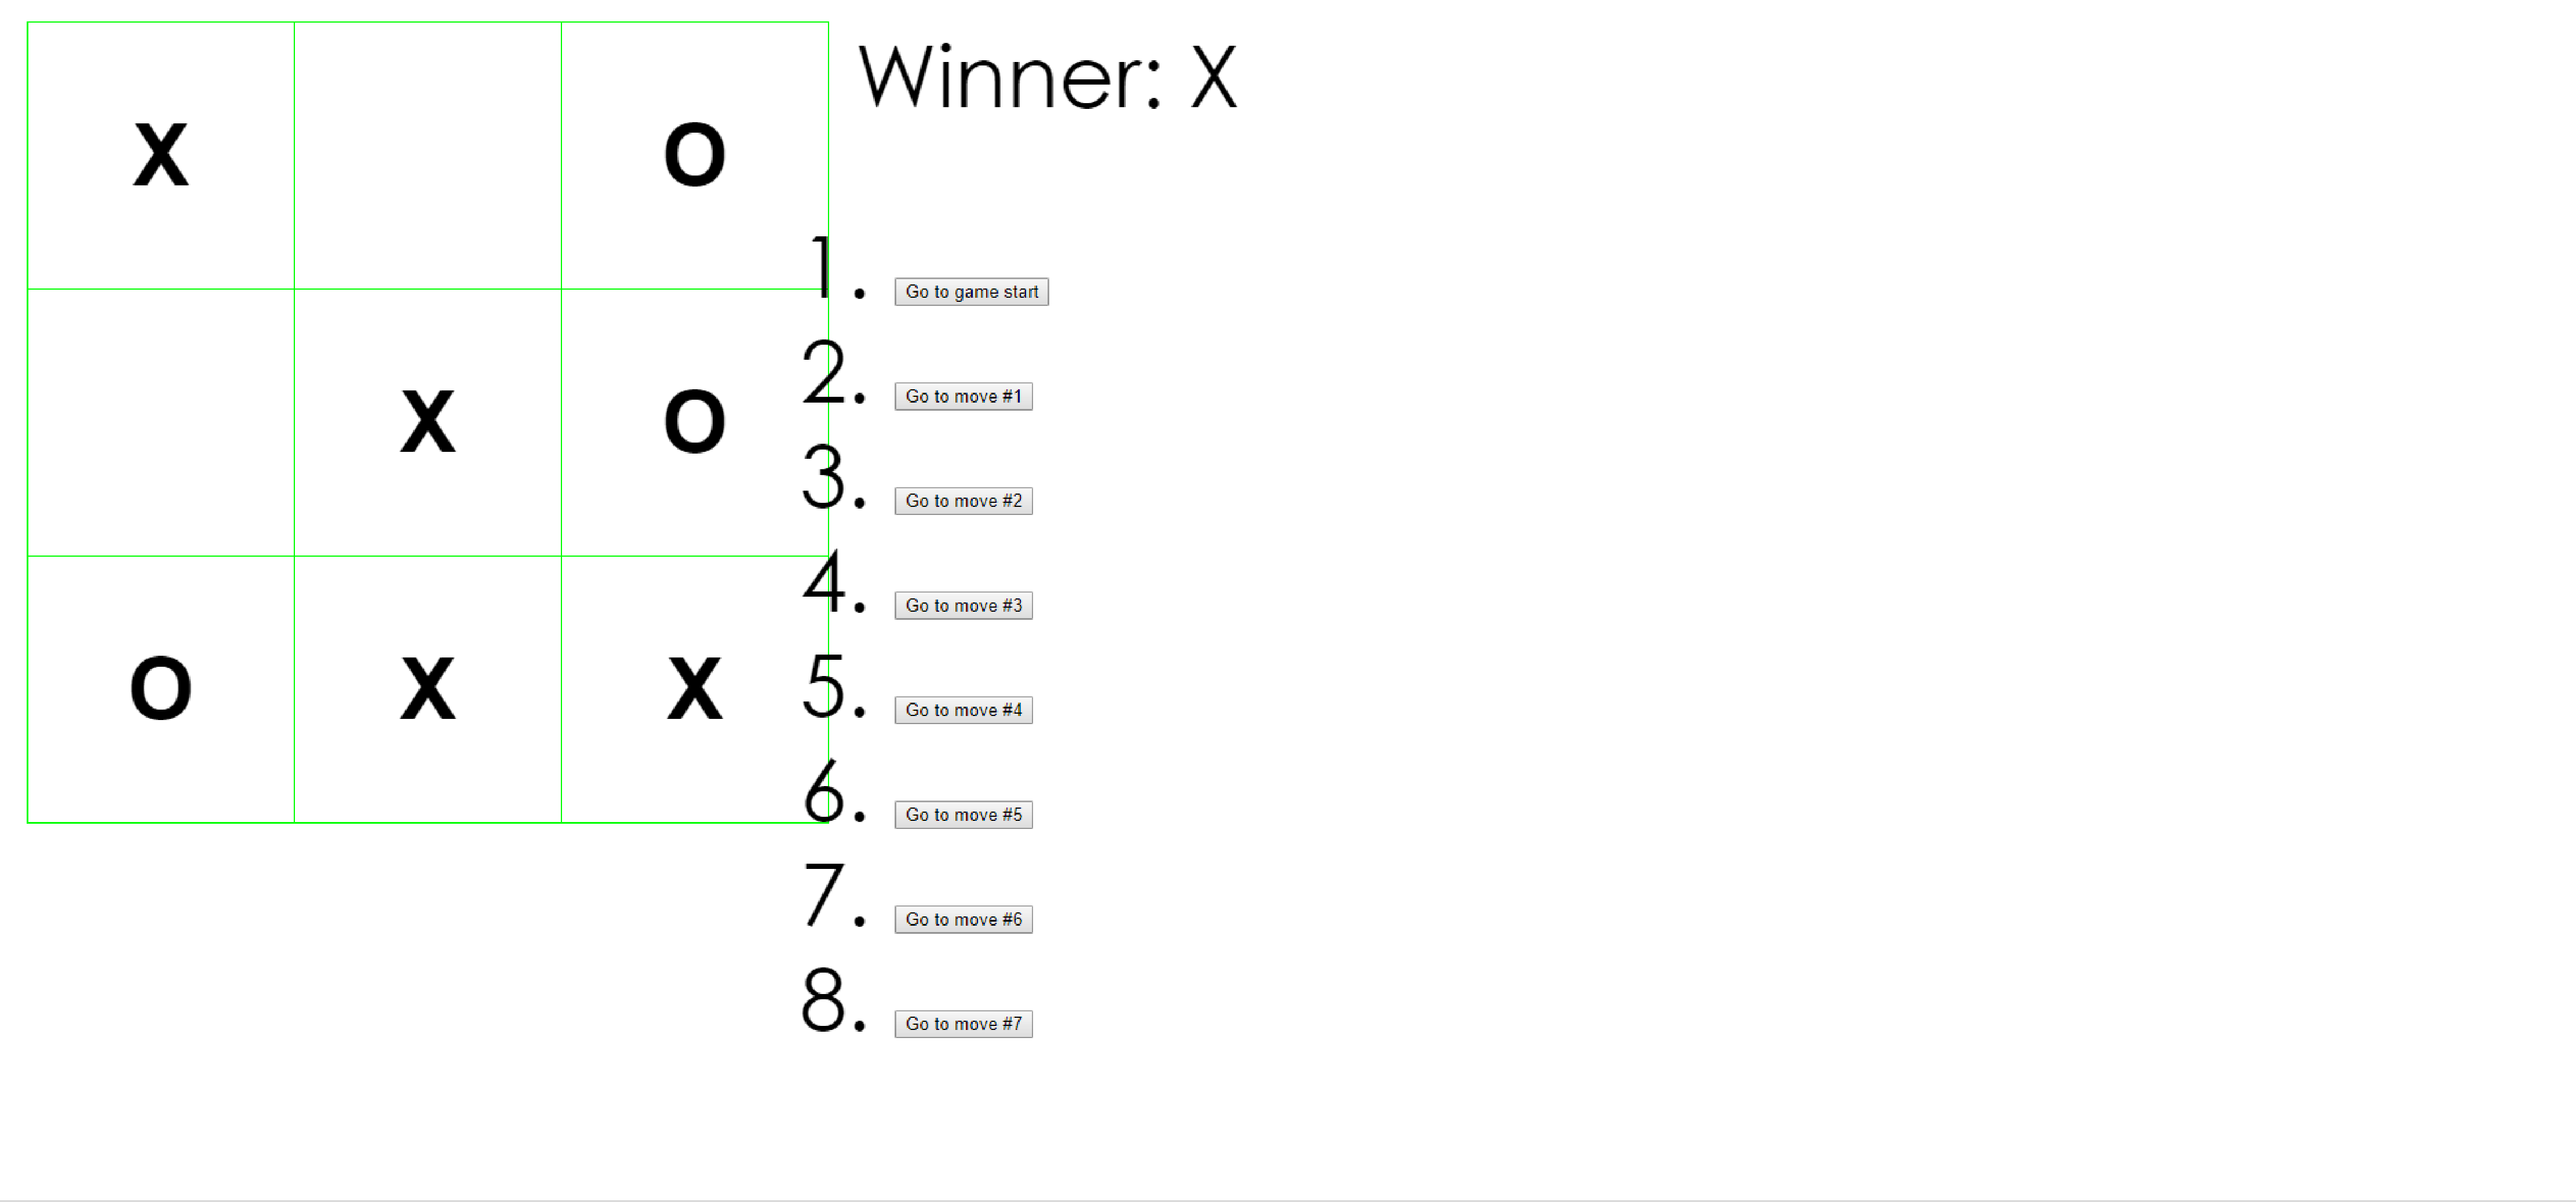 X O
X O
O X X
Winner: X
1. Go to game start
2. Go to move #1
3. Go to move #2
4. Go to move #3
5. Go to move #4
6. Go to move #5
7. Go to move #6
8. Go to move #7